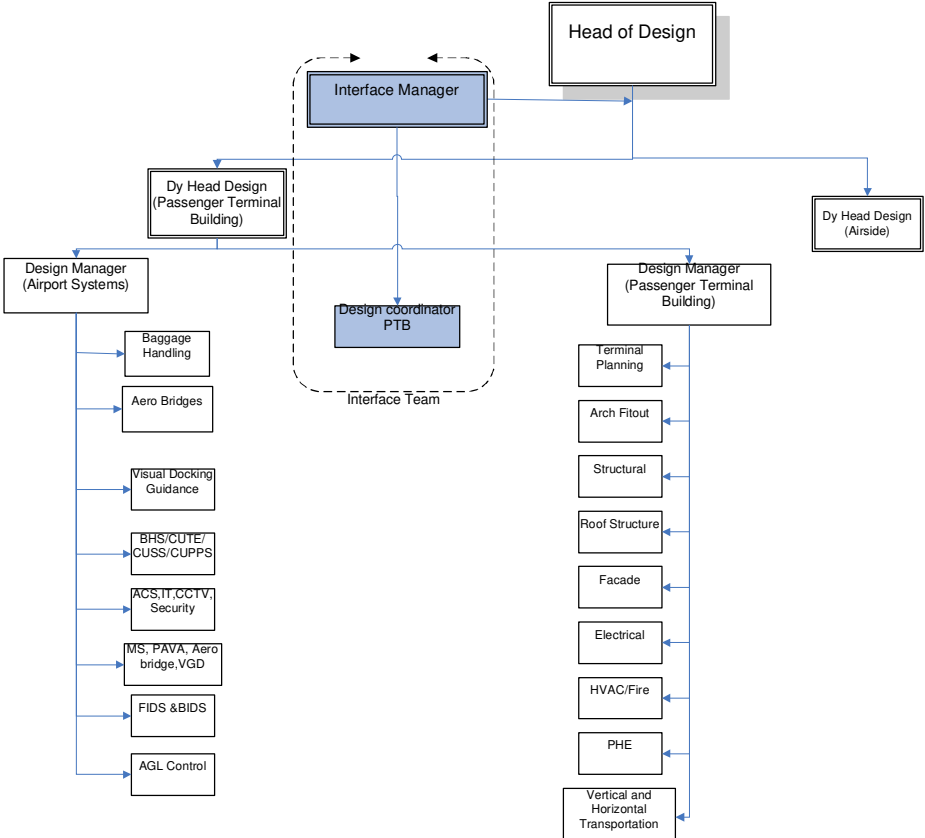 Head of Design
Interface Manager
Dy Head Design
(Passenger Terminal
Building)
Dy Head Design
(Airside)
Design Manager
(Airport Systems)
Design Manager
(Passenger Terminal
Building)
Design coordinator
PTB
Interface Team
Baggage
Handling
Aero Bridges
Visual Docking
Guidance
BHS/CUTE/
CUSS/CUPPS
ACS,IT,CCTV,
Security
MS, PAVA, Aero
bridge,VGD
FIDS &BIDS
AGL Control
Terminal
Planning
Arch Fitout
Structural
Roof Structure
Facade
Electrical
HVAC/Fire
PHE
Vertical and
Horizontal
Transportation